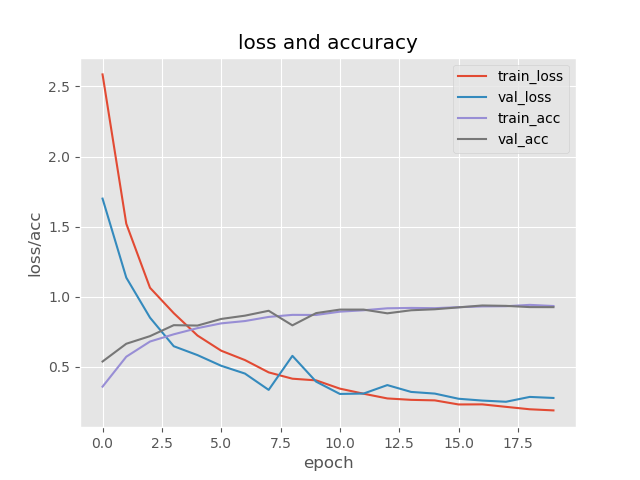 loss and accuracy
train_loss
val_loss
train_acc
val_acc
loss/acc
2.5
2.0
1.5
1.0
0.5
0.0 2.5 5.0 7.5 10.0 12.5 15.0 17.5
epoch